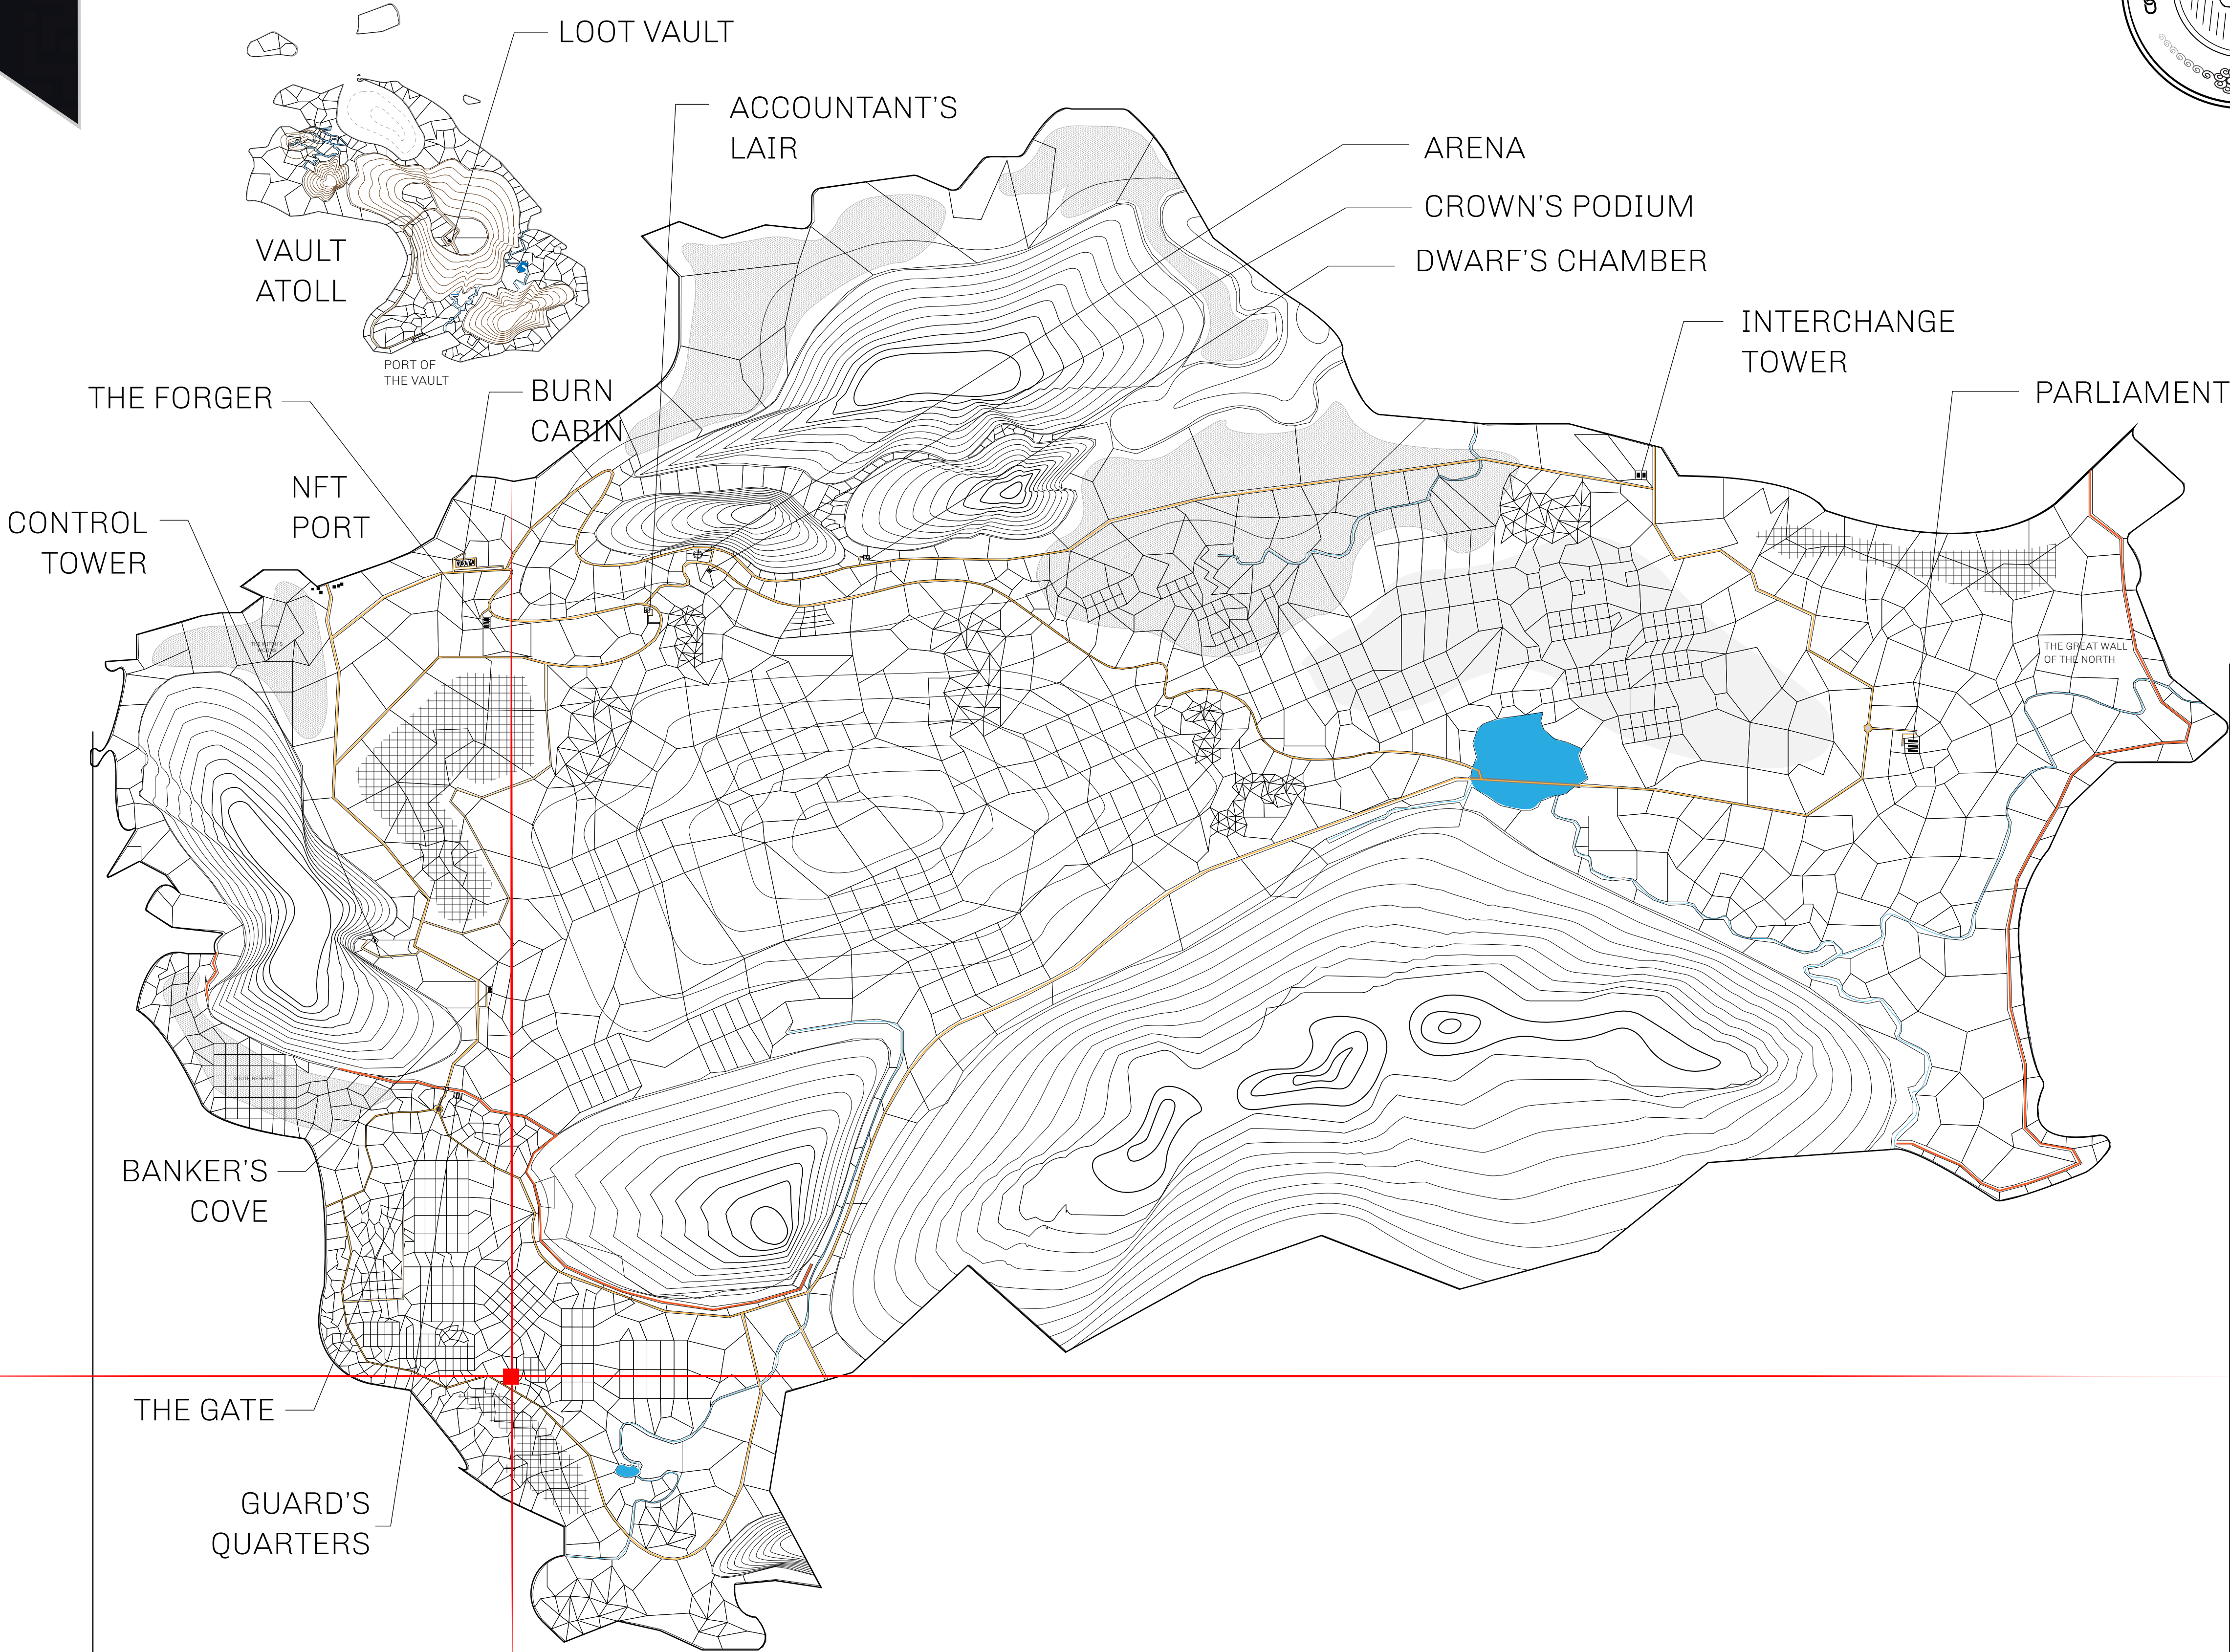 LOOT VAULT
ACCOUNTANT’S
LAIR
ARENA
CROWN’S PODIUM
DWARF’S CHAMBER
VAULT
ATOLL
INTERCHANGE
TOWER
PORT OF
THE VAULT
THE FORGER
BURN
CABIN
PARLIAMENT
NFT
PORT
CONTROL
TOWER
THE GREAT WALL
OF THE NORTH
SOUTH RESERVE
BANKER’S
COVE
THE GATE
GUARD’S
QUARTERS